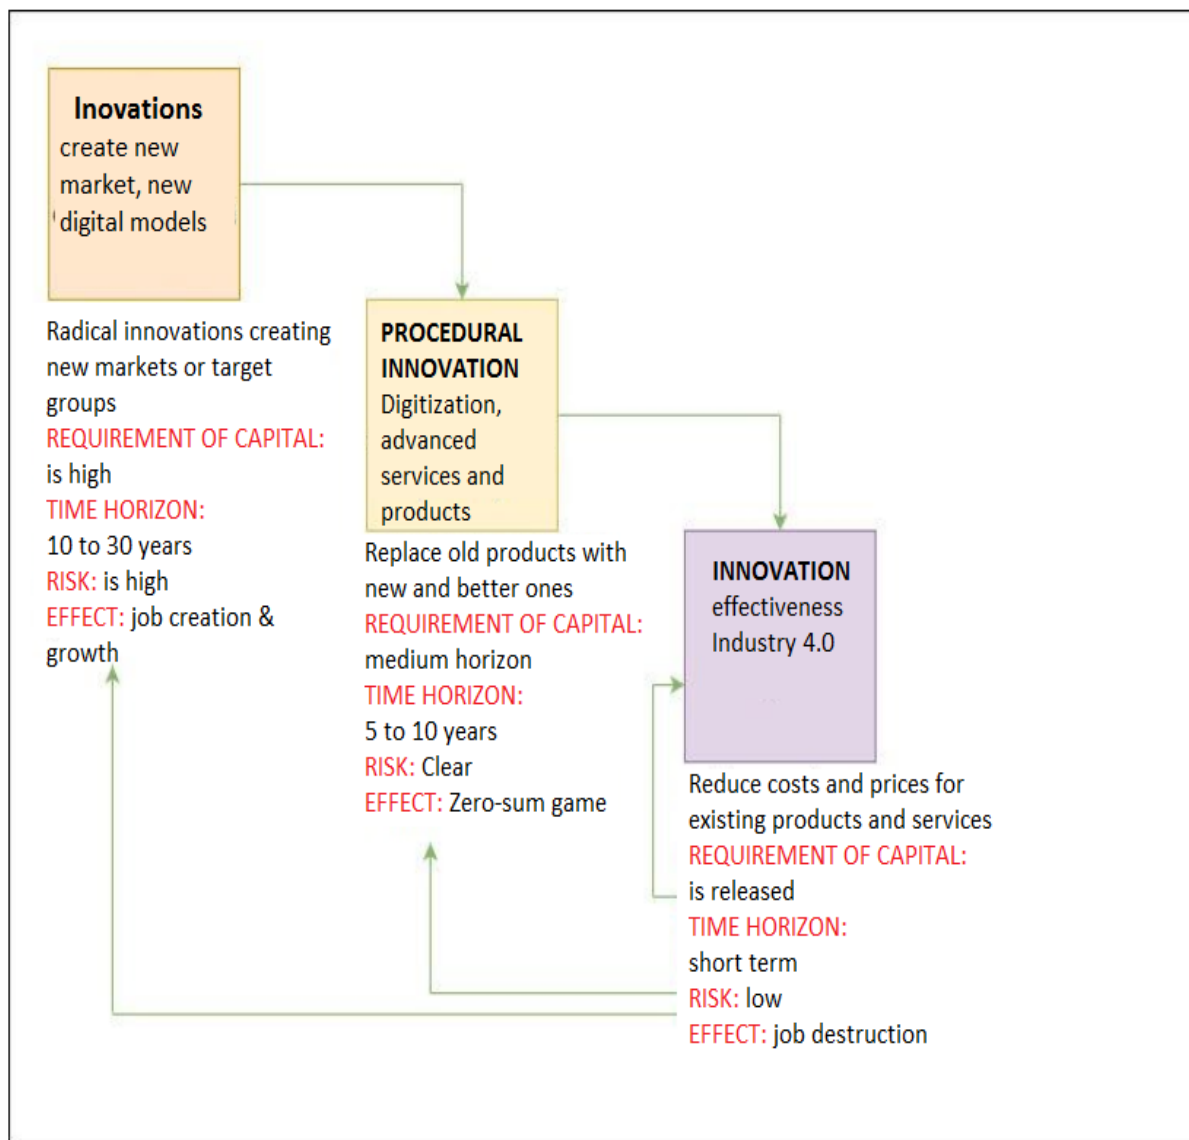 Inovations
create new
market, new
digital models
Radical innovations creating
new markets or target
groups
REQUIREMENT OF CAPITAL:
is high
TIME HORIZON:
10 to 30 years
RISK: is high
EFFECT: job creation &
growth
PROCEDURAL
INNOVATION
Digitization,
advanced
services and
products
Replace old products with
new and better ones
REQUIREMENT OF CAPITAL:
medium horizon
TIME HORIZON:
5 to 10 years
RISK: Clear
EFFECT: Zero-sum game
INNOVATION
effectiveness
Industry 4.0
Reduce costs and prices for
existing products and services
REQUIREMENT OF CAPITAL:
is released
TIME HORIZON:
short term
RISK: low
EFFECT: job destruction